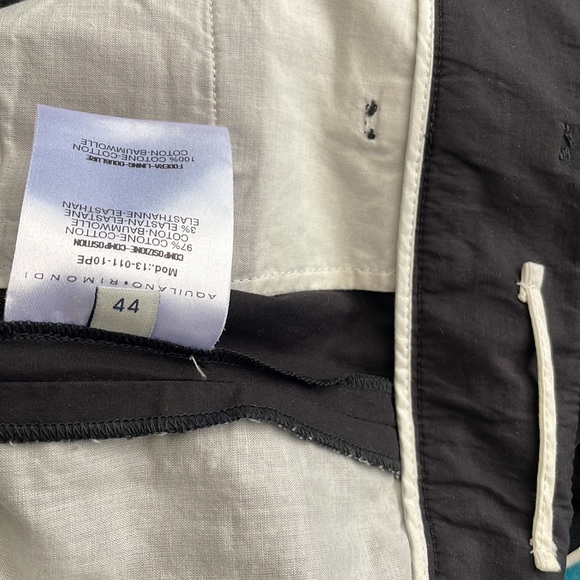 44
AQUILANO•RIMONDI
Mod.:13-011-1GPE
COMPOSIZIONE-COMPOSITION
97% COTONE-COTTON
COTON-BAUMWOLLE
3% ELASTAN-ELASTANE
ELASTHANNE-ELASTHAN
FODERA-LINING-DOUBLURE
100% COTONE-COTTON
COTON-BAUMWOLLE